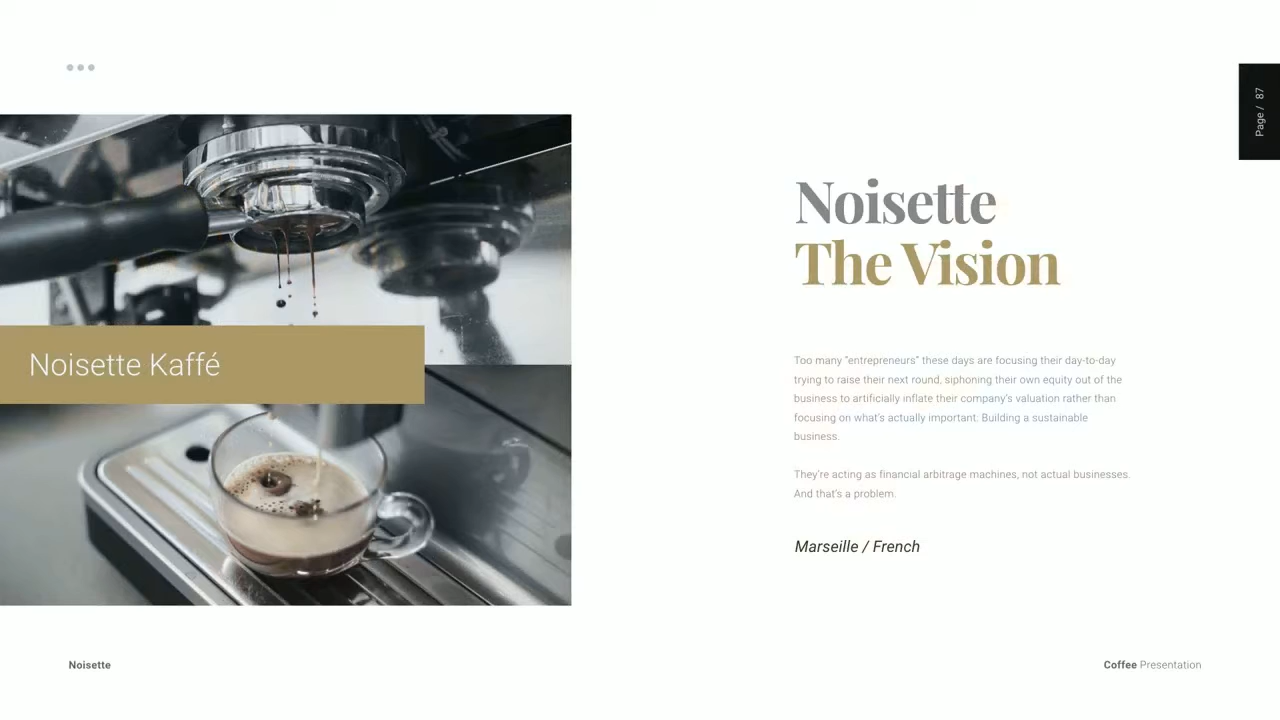 Page / 87
Noisette
The Vision
Noisette Kaffé
Too many "entrepreneurs" these days are focusing their day-to-day
trying to raise their next round, siphoning their own equity out of the
business to artificially inflate their company's valuation rather than
focusing on what's actually important: Building a sustainable
business.
They're acting as financial arbitrage machines, not actual businesses.
And that's a problem.
Marseille / French
Noisette
Coffee Presentation